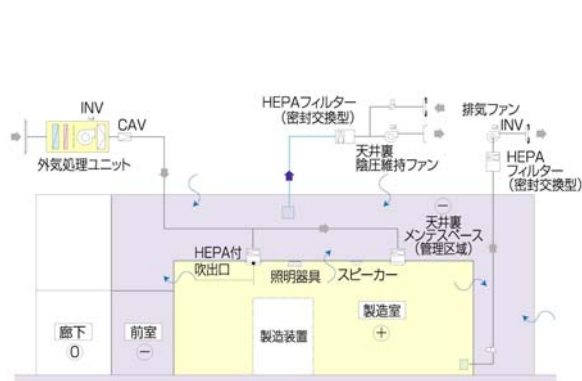 INV
CAV
外気処理ユニット
HEPAフィルター
(密封交換型)
天井裏
陰圧維持ファン
排気ファン
INV
HEPA
フィルター
(密封交換型)
天井裏
メンテスペース
(管理区域)
HEPA付
吹出口
照明器具
スピーカー
製造室
+
製造装置
廊下
0
前室
−
−